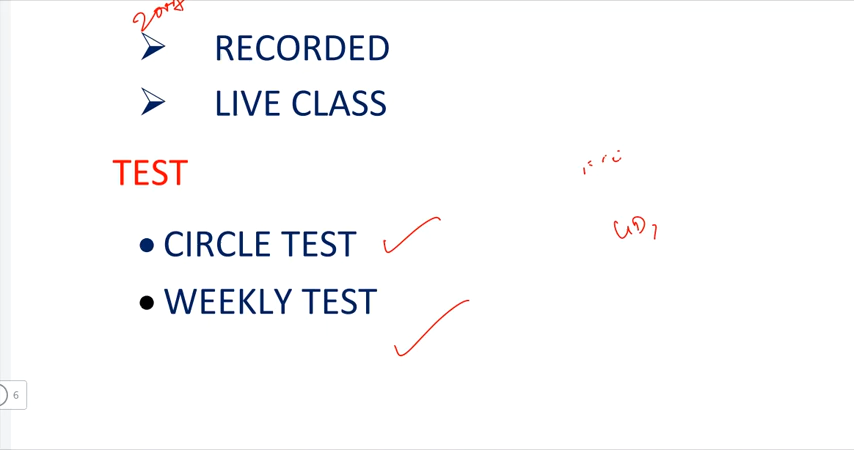 ➢ RECORDED
➢ LIVE CLASS
TEST
• CIRCLE TEST
• WEEKLY TEST
6